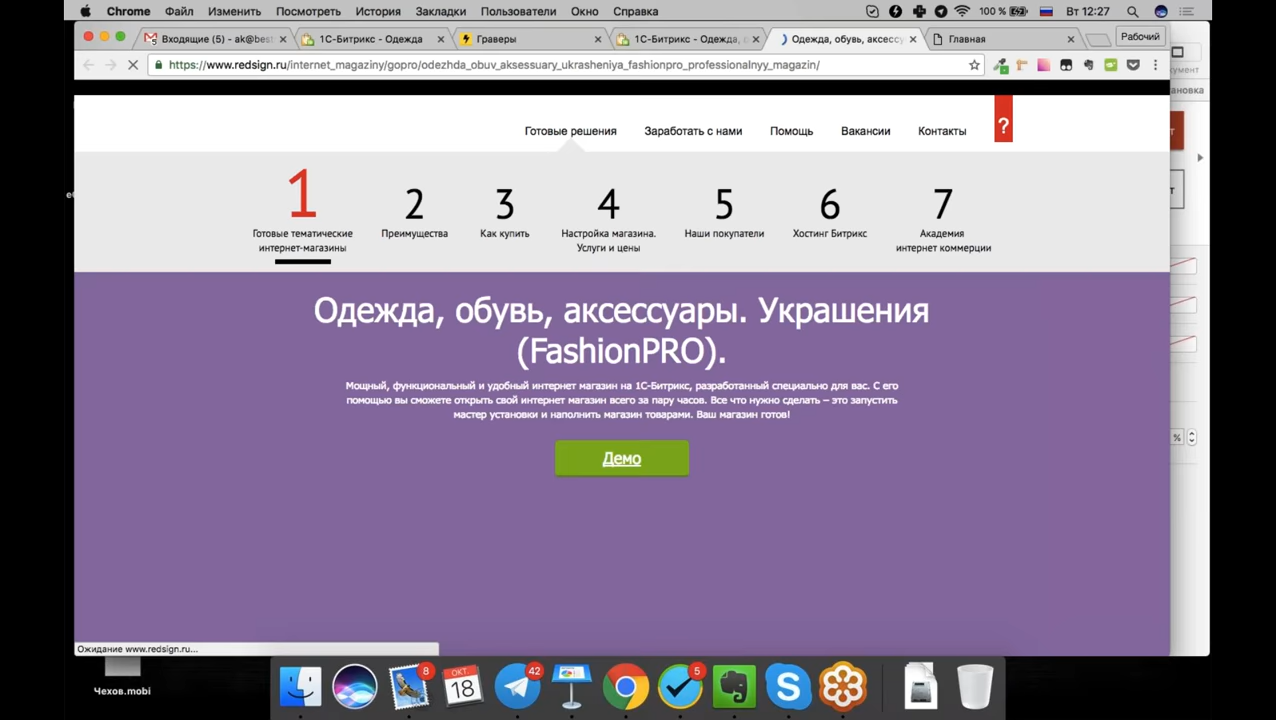 Chrome Файл Изменить Посмотреть История Закладки Пользователи Окно Справка 100 % Вт 12:27
Входящие (5) - ak@bes
1С-Битрикс - Одежда
Граверы
1С-Битрикс - Одежда,
Одежда, обувь, аксессу
Главная
Рабочий
https://www.redsign.ru/internet_magaziny/gopro/odezhda_obuv_aksessuary_ukrasheniya_fashionpro_professionalnyy_magazin/
умент
ановка
Готовые решения Заработать с нами Помощь Вакансии Контакты ?
1 2 3 4 5 6 7
Готовые тематические Преимущества Как купить Настройка магазина. Наши покупатели Хостинг Битрикс Академия
интернет-магазины Услуги и цены интернет коммерции
Одежда, обувь, аксессуары. Украшения
(FashionPRO).
Мощный, функциональный и удобный интернет магазин на 1С-Битрикс, разработанный специально для вас. С его
помощью вы сможете открыть свой интернет магазин всего за пару часов. Все что нужно сделать – это запустить
мастер установки и наполнить магазин товарами. Ваш магазин готов!
Демо
%
Ожидание www.redsign.ru...
Чехов.mobi
8
ОКТ
18
42
5